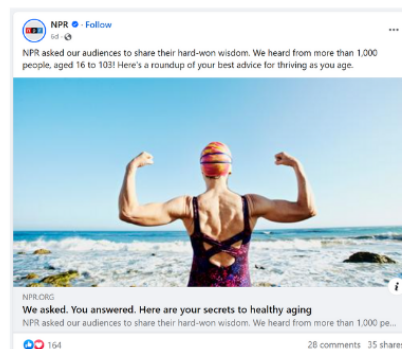 NPR · Follow
6d ·
NPR asked our audiences to share their hard-won wisdom. We heard from more than 1,000
people, aged 16 to 103! Here's a roundup of your best advice for thriving as you age.
NPR.ORG
We asked. You answered. Here are your secrets to healthy aging
NPR asked our audiences to share their hard-won wisdom. We heard from more than 1,000 pe...
164
28 comments 35 shares